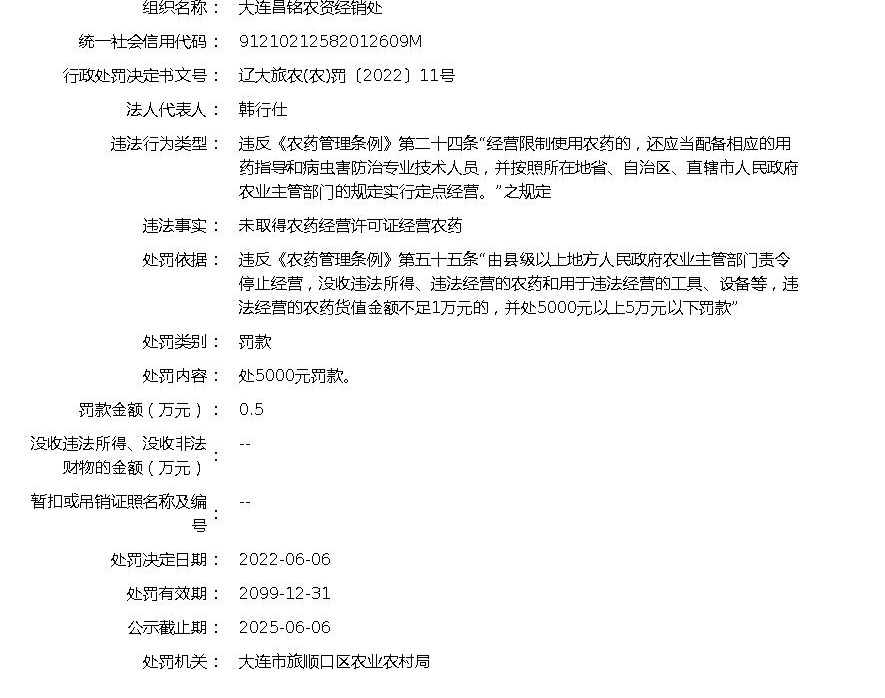 组织名称： 大连昌铭农资经销处
统一社会信用代码： 91210212582012609M
行政处罚决定书文号： 辽大旅农(农)罚〔2022〕11号
法人代表人： 韩行仕
违法行为类型： 违反《农药管理条例》第二十四条“经营限制使用农药的，还应当配备相应的用
药指导和病虫害防治专业技术人员，并按照所在地省、自治区、直辖市人民政府
农业主管部门的规定实行定点经营。”之规定
违法事实： 未取得农药经营许可证经营农药
处罚依据： 违反《农药管理条例》第五十五条“由县级以上地方人民政府农业主管部门责令
停止经营，没收违法所得、违法经营的农药和用于违法经营的工具、设备等，违
法经营的农药货值金额不足1万元的，并处5000元以上5万元以下罚款”
处罚类别： 罚款
处罚内容： 处5000元罚款。
罚款金额（万元）： 0.5
没收违法所得、没收非法
财物的金额（万元）： --
暂扣或吊销证照名称及编
号： --
处罚决定日期： 2022-06-06
处罚有效期： 2099-12-31
公示截止期： 2025-06-06
处罚机关： 大连市旅顺口区农业农村局